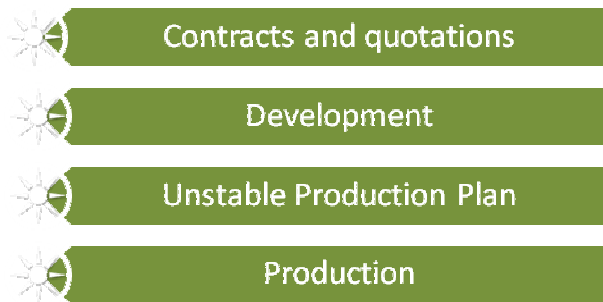 Contracts and quotations
Development
Unstable Production Plan
Production